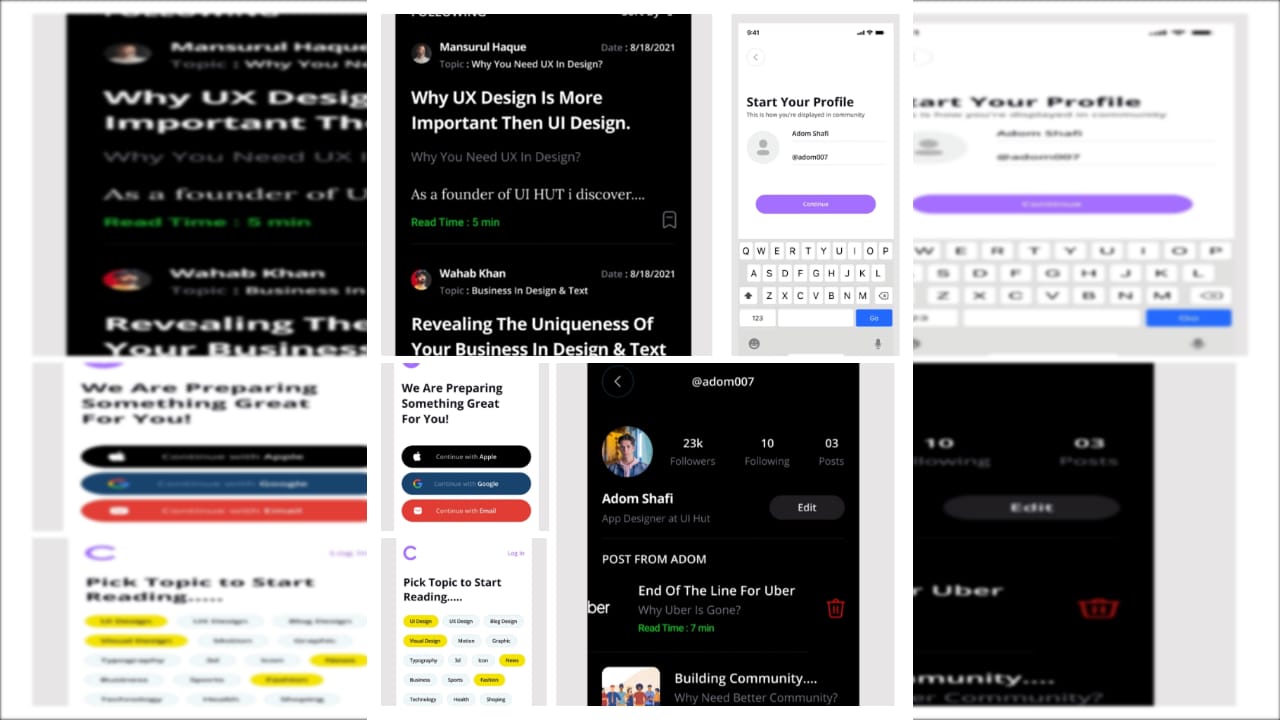 FOLLOWING
Sort By
Mansurul Haque
Date : 8/18/2021
Topic : Why You Need UX In Design?
Why UX Design Is More
Important Then UI Design.
Why You Need UX In Design?
As a founder of UI HUT i discover....
Read Time : 5 min
Wahab Khan
Date : 8/18/2021
Topic : Business In Design & Text
Revealing The Uniqueness Of
Your Business In Design & Text
9:41
Start Your Profile
This is how you're displayed in community
Adom Shafi
@adom007
Continue
Q W E R T Y U I O P
A S D F G H J K L
Z X C V B N M
123
Go
We Are Preparing
Something Great
For You!
Continue with Apple
Continue with Google
Continue with Email
Log In
Pick Topic to Start
Reading.....
UI Design UX Design Blog Design
Visual Design Motion Graphic
Typography 3d Icon News
Business Sports Fashion
Technology Health Shoping
@adom007
23k 10 03
Followers Following Posts
Adom Shafi
App Designer at UI Hut
Edit
POST FROM ADOM
ber
End Of The Line For Uber
Why Uber Is Gone?
Read Time : 7 min
Building Community....
Why Need Better Community?